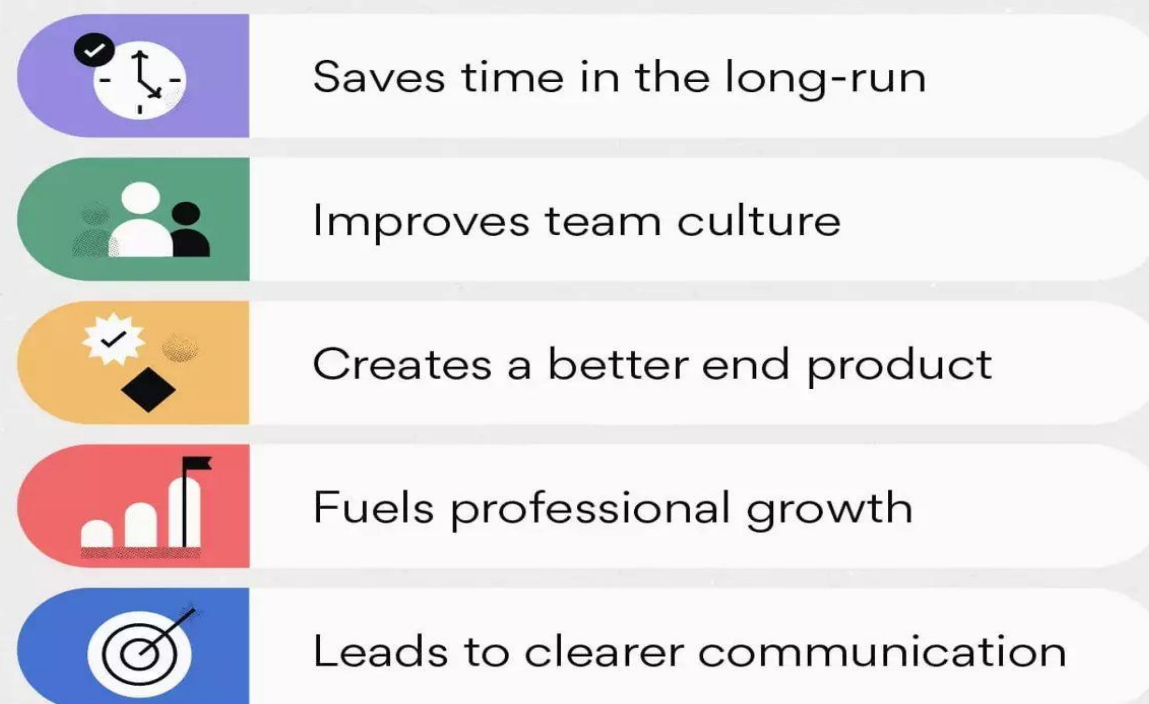 Saves time in the long-run
Improves team culture
Creates a better end product
Fuels professional growth
Leads to clearer communication